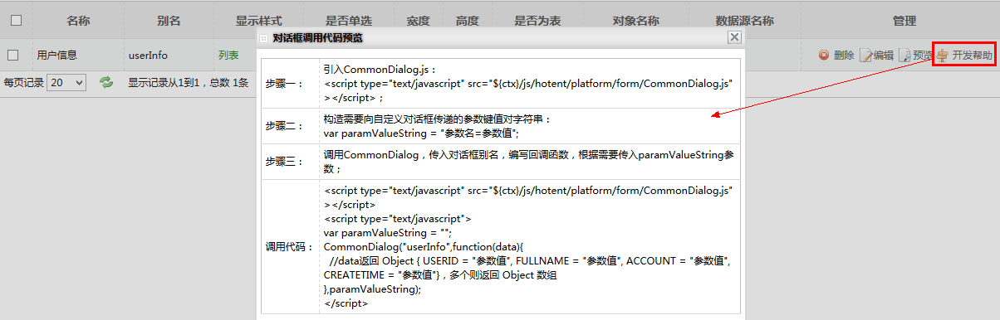 名称 别名 显示样式 是否单选 宽度 高度 是否为表 对象名称 数据源名称 管理
对话框调用代码预览
用户信息 userInfo 列表 删除 编辑 预览 开发帮助
每页记录 20 显示记录从1到1，总数 1条
步骤一：
引入CommonDialog.js：
<script type="text/javascript" src="${ctx}/js/hotent/platform/form/CommonDialog.js"
></script>；
步骤二：
构造需要向自定义对话框传递的参数键值对字符串：
var paramValueString = "参数名=参数值";
步骤三：
调用CommonDialog，传入对话框别名，编写回调函数，根据需要传入paramValueString参
数；
调用代码：
<script type="text/javascript" src="${ctx}/js/hotent/platform/form/CommonDialog.js"
></script>
<script type="text/javascript">
var paramValueString = "";
CommonDialog("userInfo",function(data){
//data返回 Object { USERID = "参数值", FULLNAME = "参数值", ACCOUNT = "参数值",
CREATETIME = "参数值"}，多个则返回 Object 数组
},paramValueString);
</script>